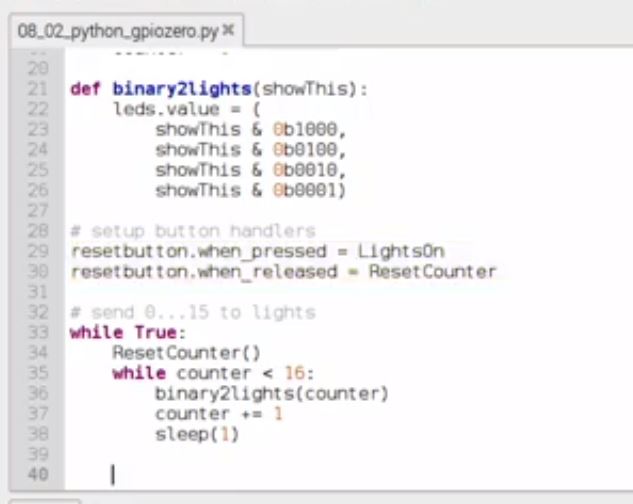 08_02_python_gpiozero.py ×
20
21 def binary2lights(showThis):
22     leds.value = (
23         showThis & 0b1000,
24         showThis & 0b0100,
25         showThis & 0b0010,
26         showThis & 0b0001)
27
28 # setup button handlers
29 resetbutton.when_pressed = LightsOn
30 resetbutton.when_released = ResetCounter
31
32 # send 0...15 to lights
33 while True:
34     ResetCounter()
35     while counter < 16:
36         binary2lights(counter)
37         counter += 1
38         sleep(1)
39
40